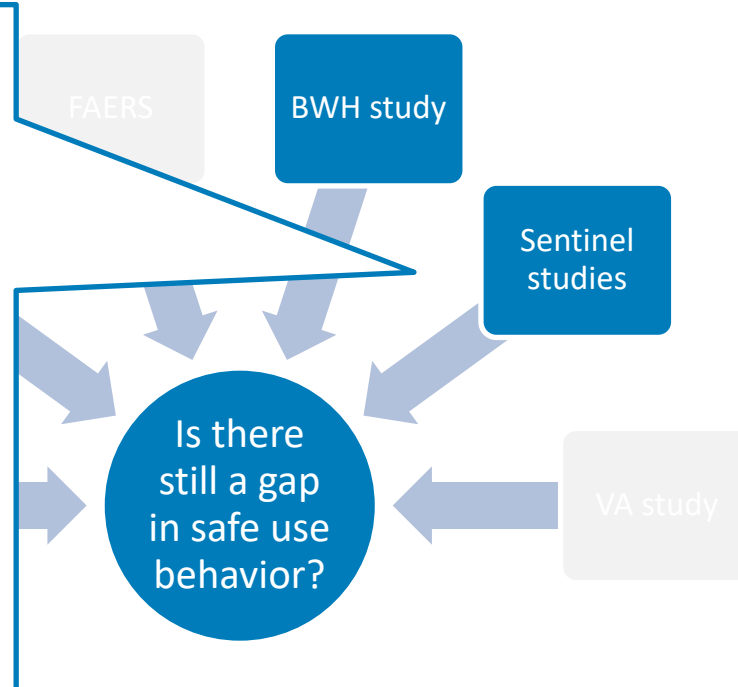 FAERS
BWH study
Sentinel
studies
Is there
still a gap
in safe use
behavior?
VA study